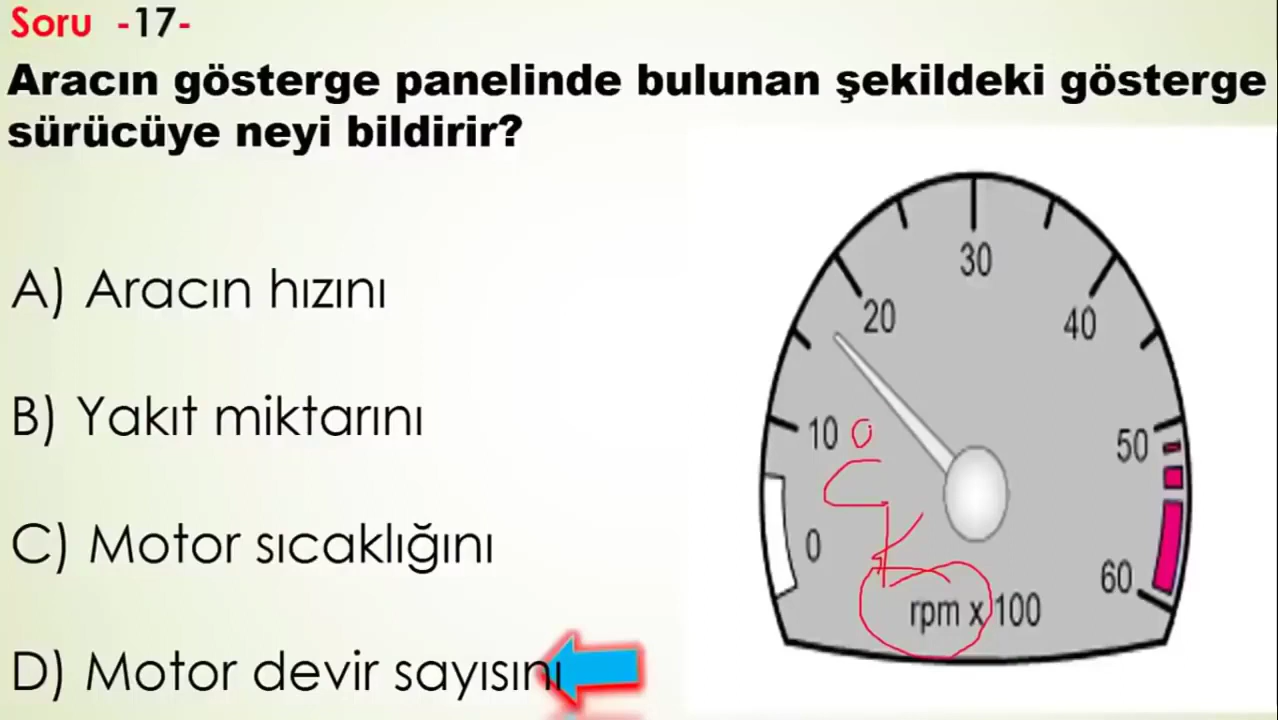 Soru -17-
Aracın gösterge panelinde bulunan şekildeki gösterge
sürücüye neyi bildirir?
A) Aracın hızını
B) Yakıt miktarını
C) Motor sıcaklığını
D) Motor devir sayısını
30
20
40
10
50
0
60
rpm x 100